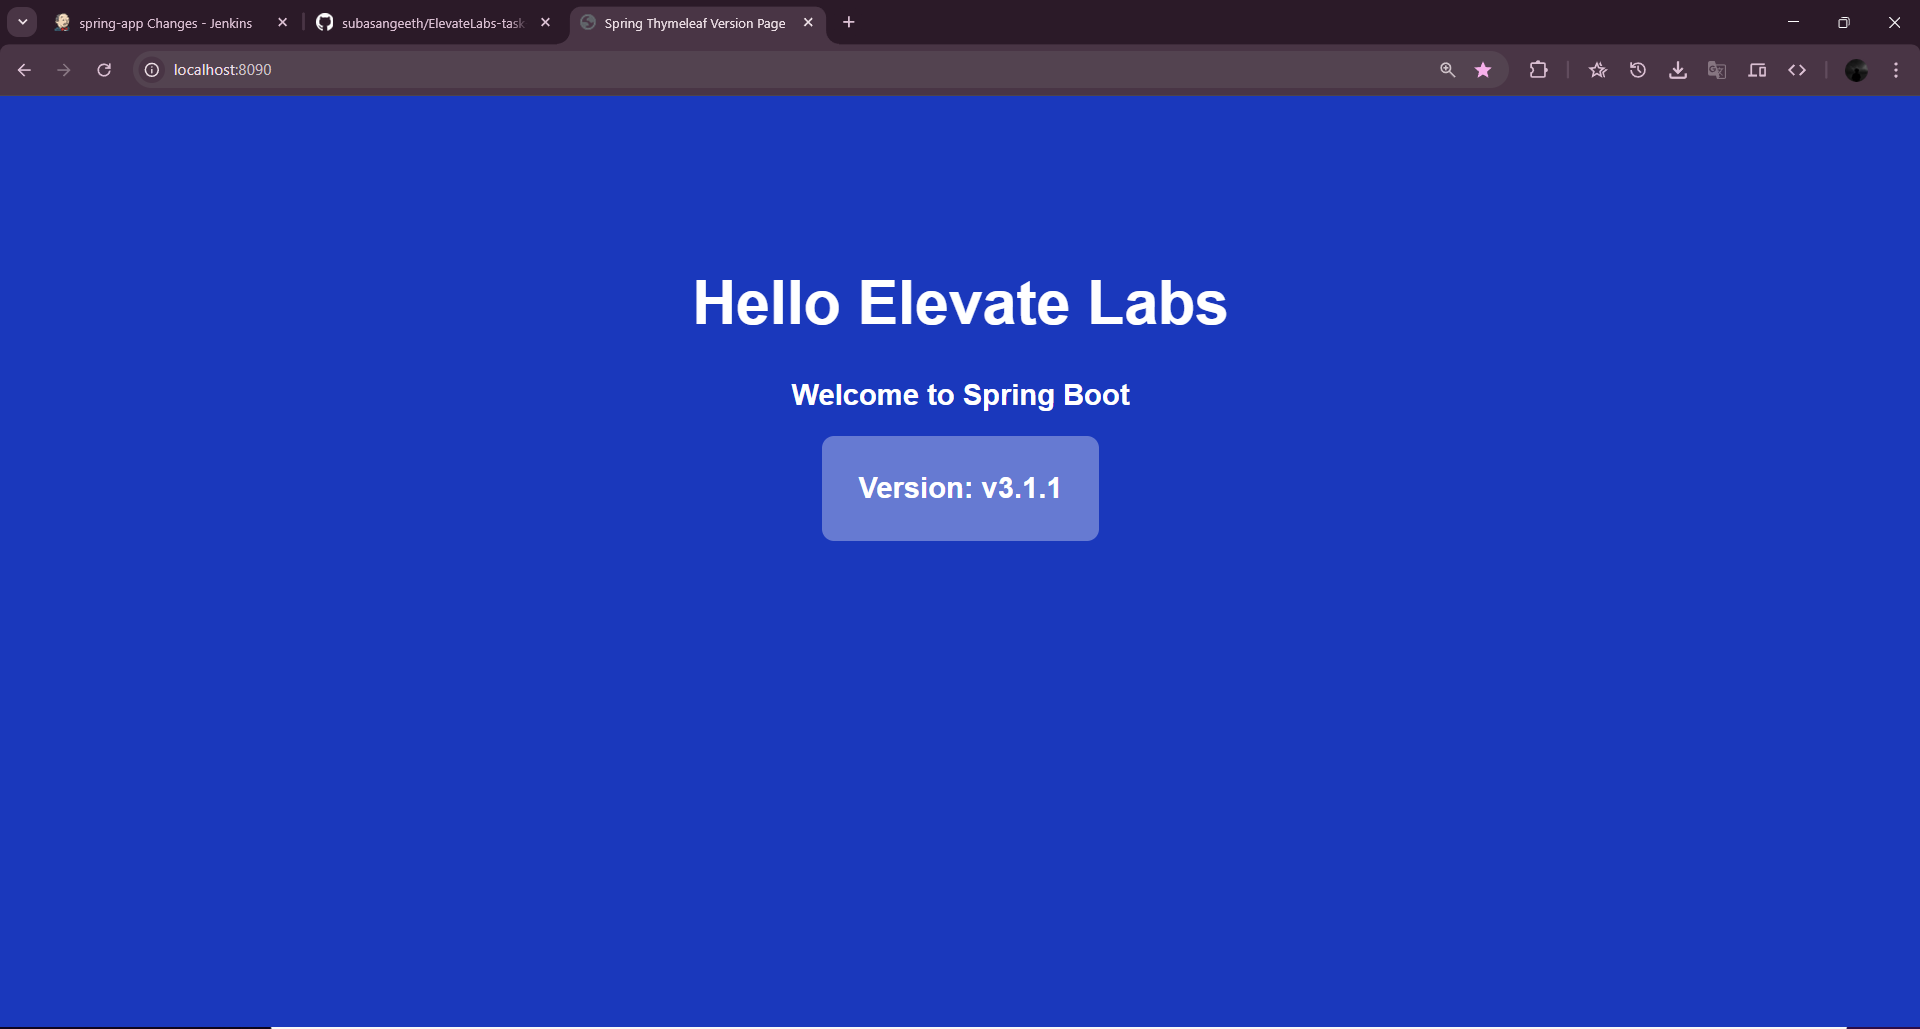 spring-app Changes - Jenkins
subasangeeth/ElevateLabs-task
Spring Thymeleaf Version Page
localhost:8090
Hello Elevate Labs
Welcome to Spring Boot
Version: v3.1.1